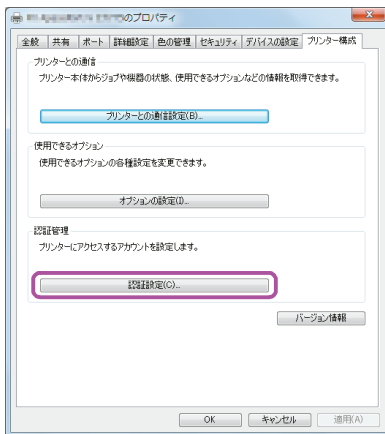 のプロパティ
全般 共有 ポート 詳細設定 色の管理 セキュリティ デバイスの設定 プリンター構成
プリンターとの通信
プリンター本体からジョブや機器の状態、使用できるオプションなどの情報を取得できます。
プリンターとの通信設定(B)...
使用できるオプション
使用できるオプションの各種設定を変更できます。
オプションの設定(I)...
認証管理
プリンターにアクセスするアカウントを設定します。
認証設定(C)...
バージョン情報
OK キャンセル 適用(A)